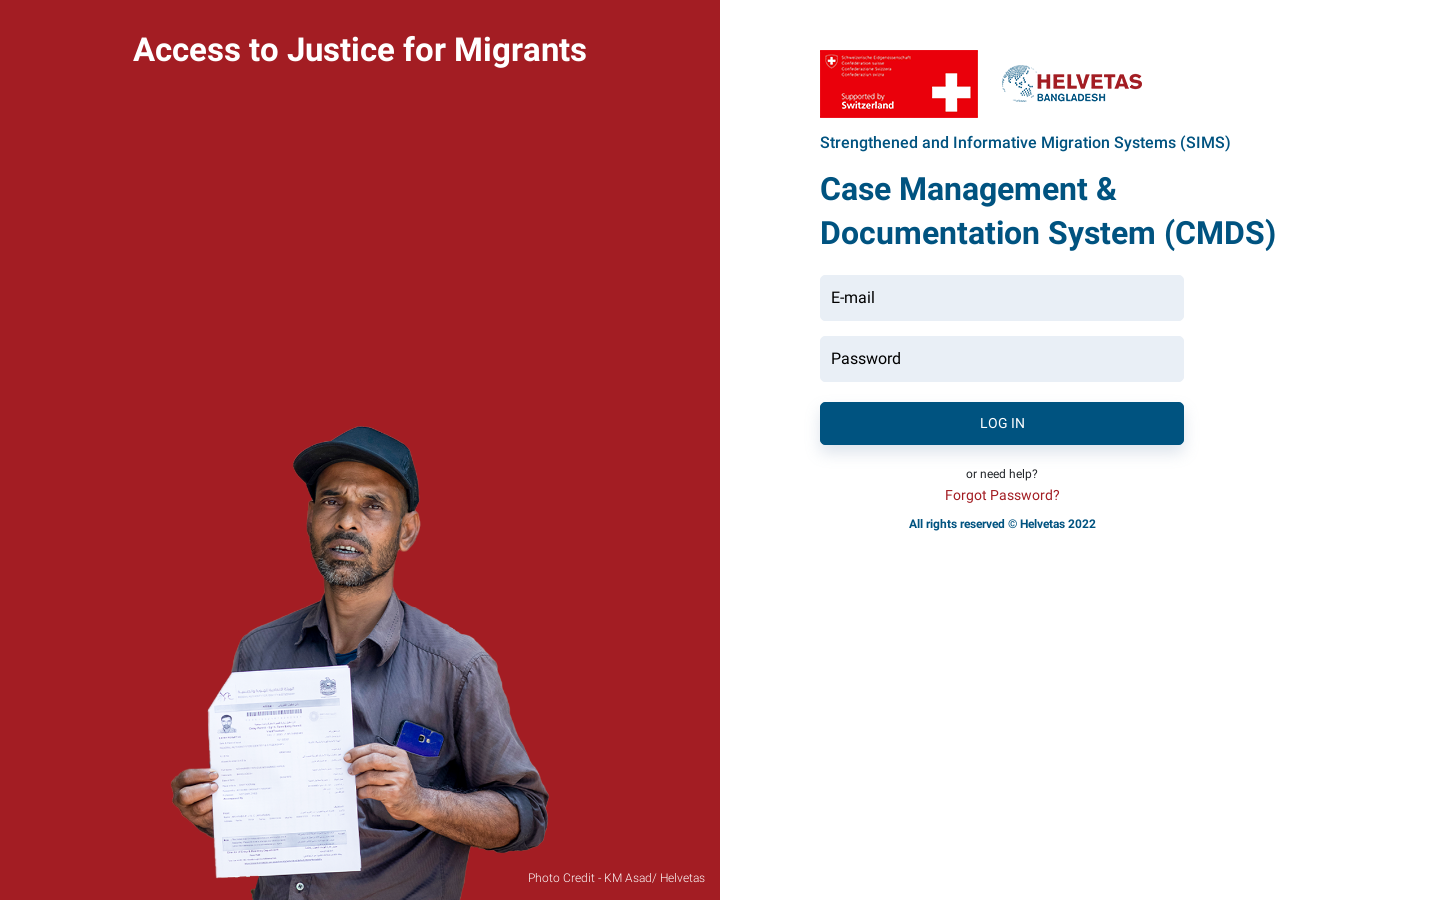 Access to Justice for Migrants
Schweizerische Eidgenossenschaft
Confédération suisse
Confederazione Svizzera
Confederaziun svizra
Supported by
Switzerland
HELVETAS
BANGLADESH
Strengthened and Informative Migration Systems (SIMS)
Case Management &
Documentation System (CMDS)
E-mail
Password
LOG IN
or need help?
Forgot Password?
All rights reserved © Helvetas 2022
Photo Credit - KM Asad/ Helvetas